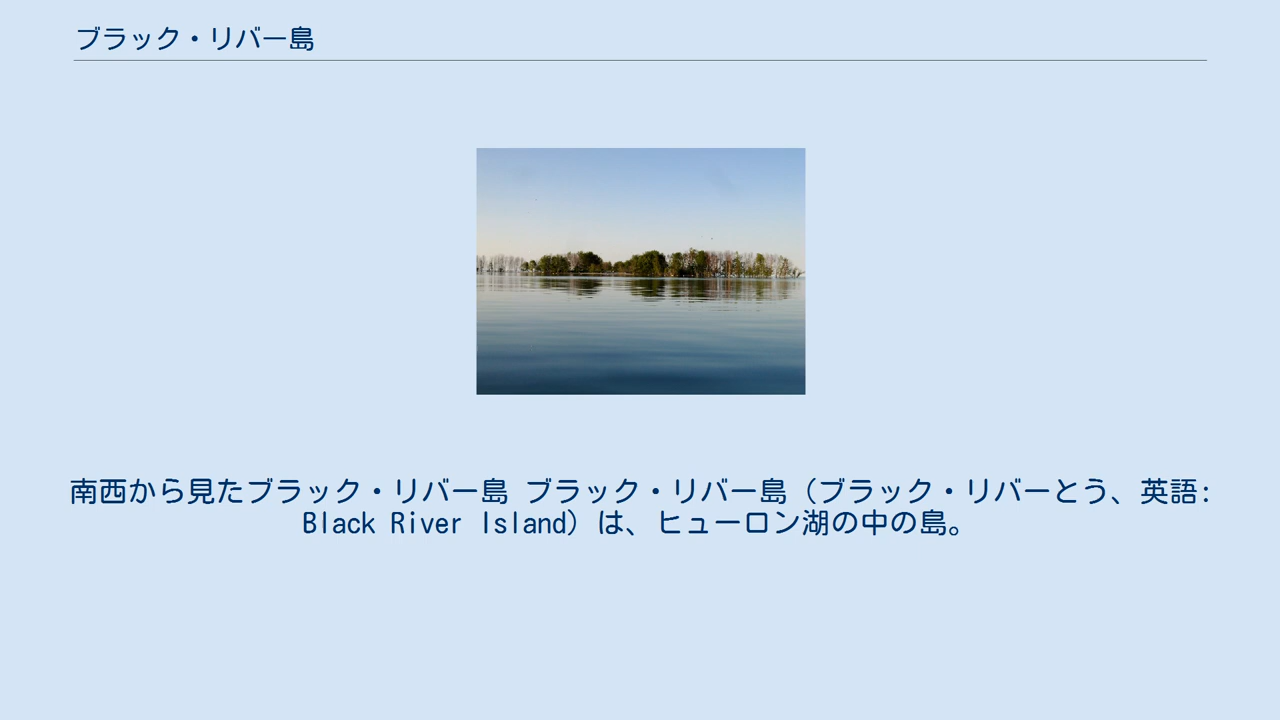 ブラック・リバー島
南西から見たブラック・リバー島 ブラック・リバー島（ブラック・リバーとう、英語:
Black River Island）は、ヒューロン湖の中の島。